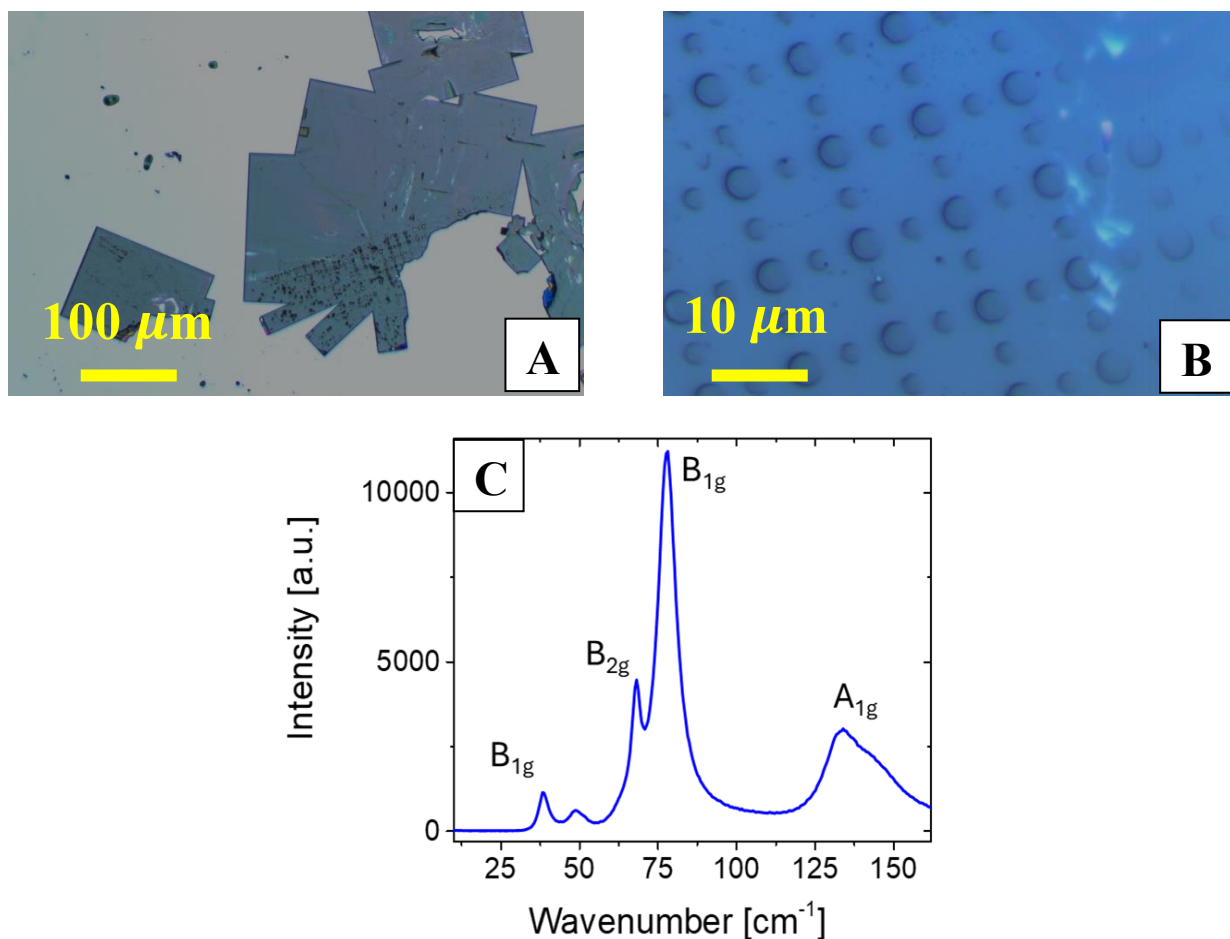 100 μm
A
10 μm
B
C
Intensity [a.u.]
10000
5000
0
B1g
B2g
B1g
A1g
25 50 75 100 125 150
Wavenumber [cm-1]